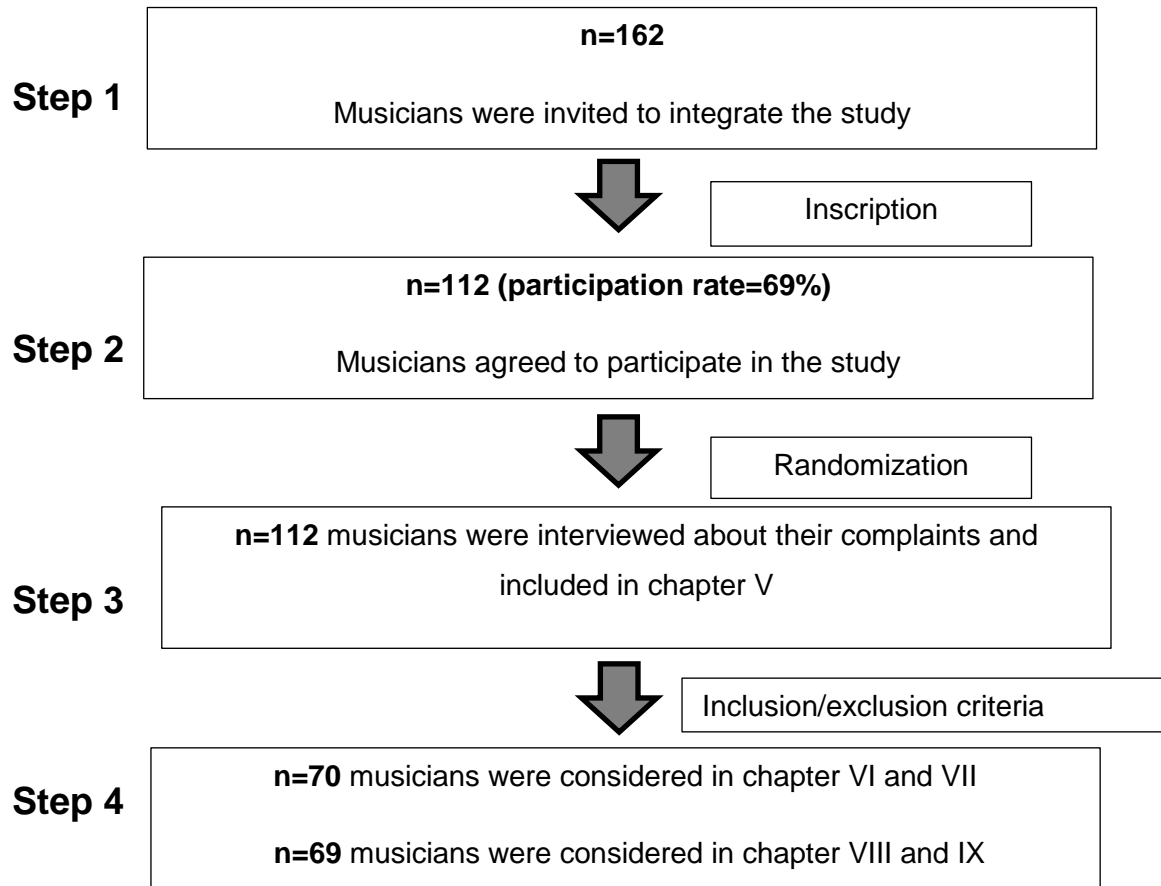 n=162
Step 1
Musicians were invited to integrate the study
Inscription
n=112 (participation rate=69%)
Step 2
Musicians agreed to participate in the study
Randomization
n=112 musicians were interviewed about their complaints and
included in chapter V
Step 3
Inclusion/exclusion criteria
n=70 musicians were considered in chapter VI and VII
Step 4
n=69 musicians were considered in chapter VIII and IX